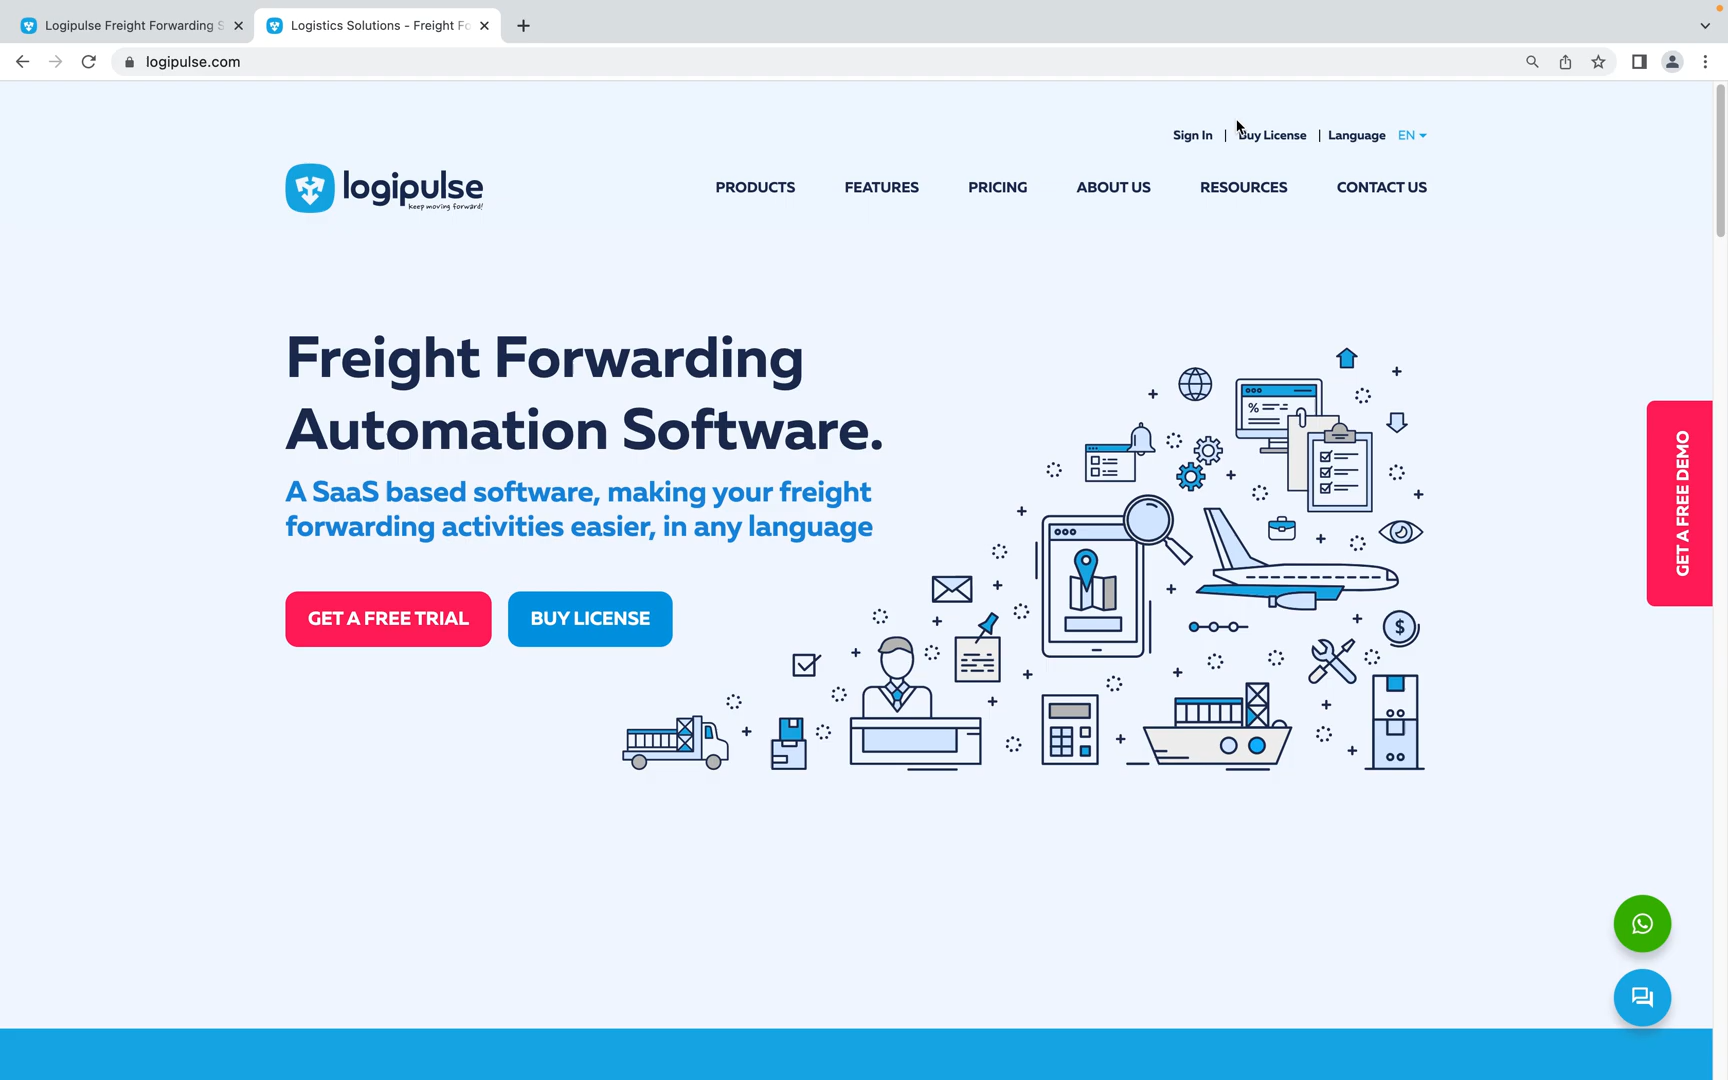 Logipulse Freight Forwarding S
Logistics Solutions - Freight Fo
logipulse.com
Sign In | Buy License | Language EN
logipulse
keep moving forward!
PRODUCTS FEATURES PRICING ABOUT US RESOURCES CONTACT US
Freight Forwarding
Automation Software.
A SaaS based software, making your freight
forwarding activities easier, in any language
GET A FREE TRIAL BUY LICENSE
%
$
GET A FREE DEMO